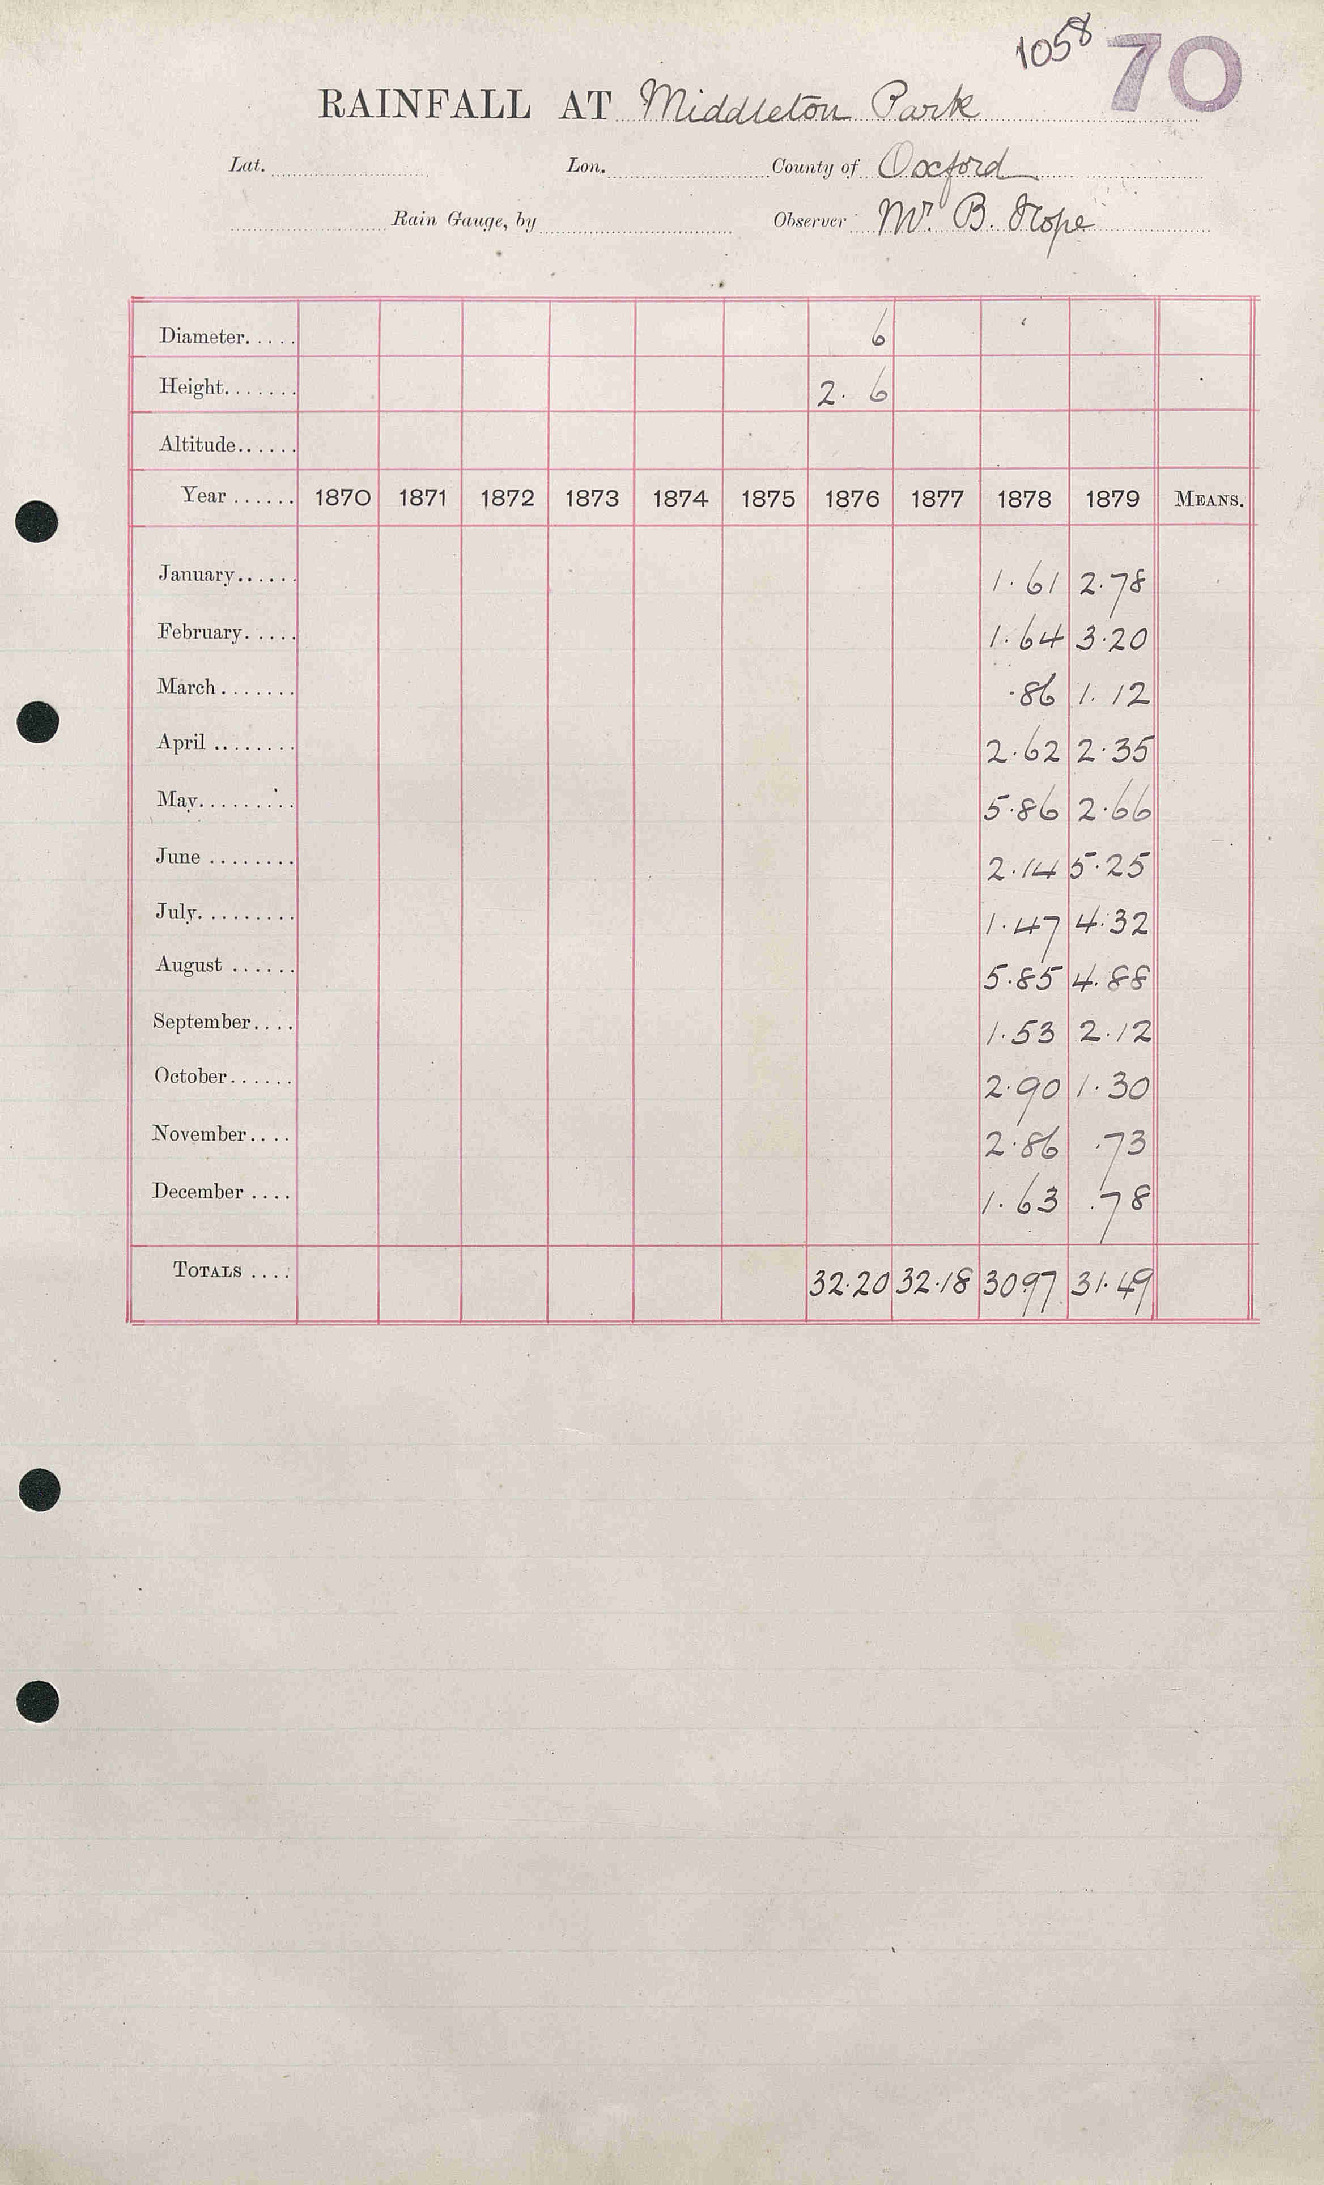 1058 70
RAINFALL AT Middleton Park
Lat. Lon. County of Oxford
Rain Gauge, by Observer Mr. B. Hope
Diameter..... 6
Height....... 2. 6
Altitude......
Year...... 1870 1871 1872 1873 1874 1875 1876 1877 1878 1879 MEANS.
January...... 1.61 2.78
February..... 1.64 3.20
March....... .86 1.12
April ........ 2.62 2.35
May......... 5.86 2.66
June ........ 2.14 5.25
July......... 1.47 4.32
August ...... 5.85 4.88
September.... 1.53 2.12
October...... 2.90 1.30
November.... 2.86 .73
December .... 1.63 .78
TOTALS .... 32.20 32.18 30.97 31.49